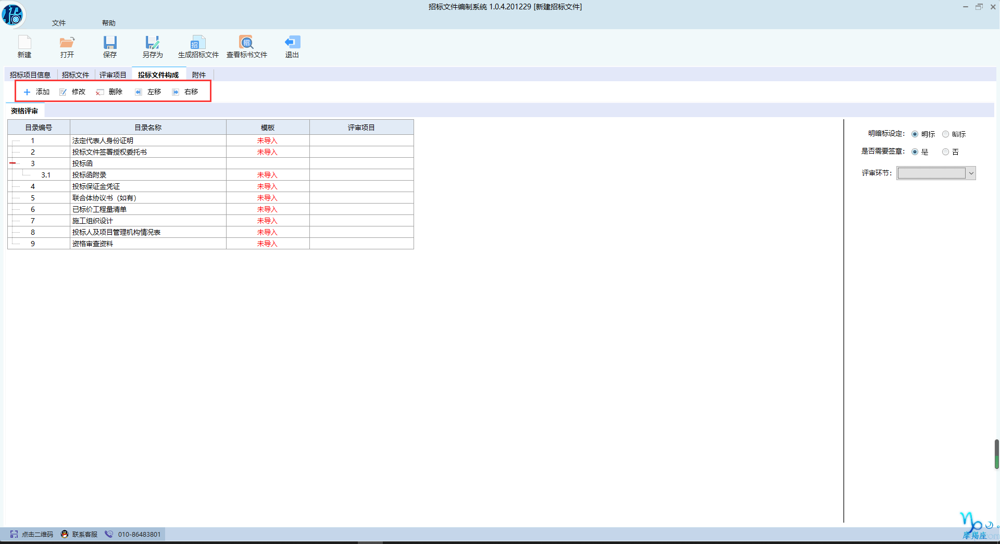 招标文件编制系统 1.0.4.201229 [新建招标文件]
文件 帮助
新建 打开 保存 另存为 生成招标文件 查看标书文件 退出
招标项目信息 招标文件 评审项目 投标文件构成 附件
添加 修改 删除 左移 右移
资格评审
目录编号 目录名称 模板 评审项目
1 法定代表人身份证明 未导入
2 投标文件签署授权委托书 未导入
3 投标函
3.1 投标函附录 未导入
4 投标保证金凭证 未导入
5 联合体协议书（如有） 未导入
6 已标价工程量清单 未导入
7 施工组织设计 未导入
8 投标人及项目管理机构情况表 未导入
9 资格审查资料 未导入
明暗标设定： 明标 暗标
是否需要签章： 是 否
评审环节：
点击二维码 联系客服 010-86483801
摩羯座